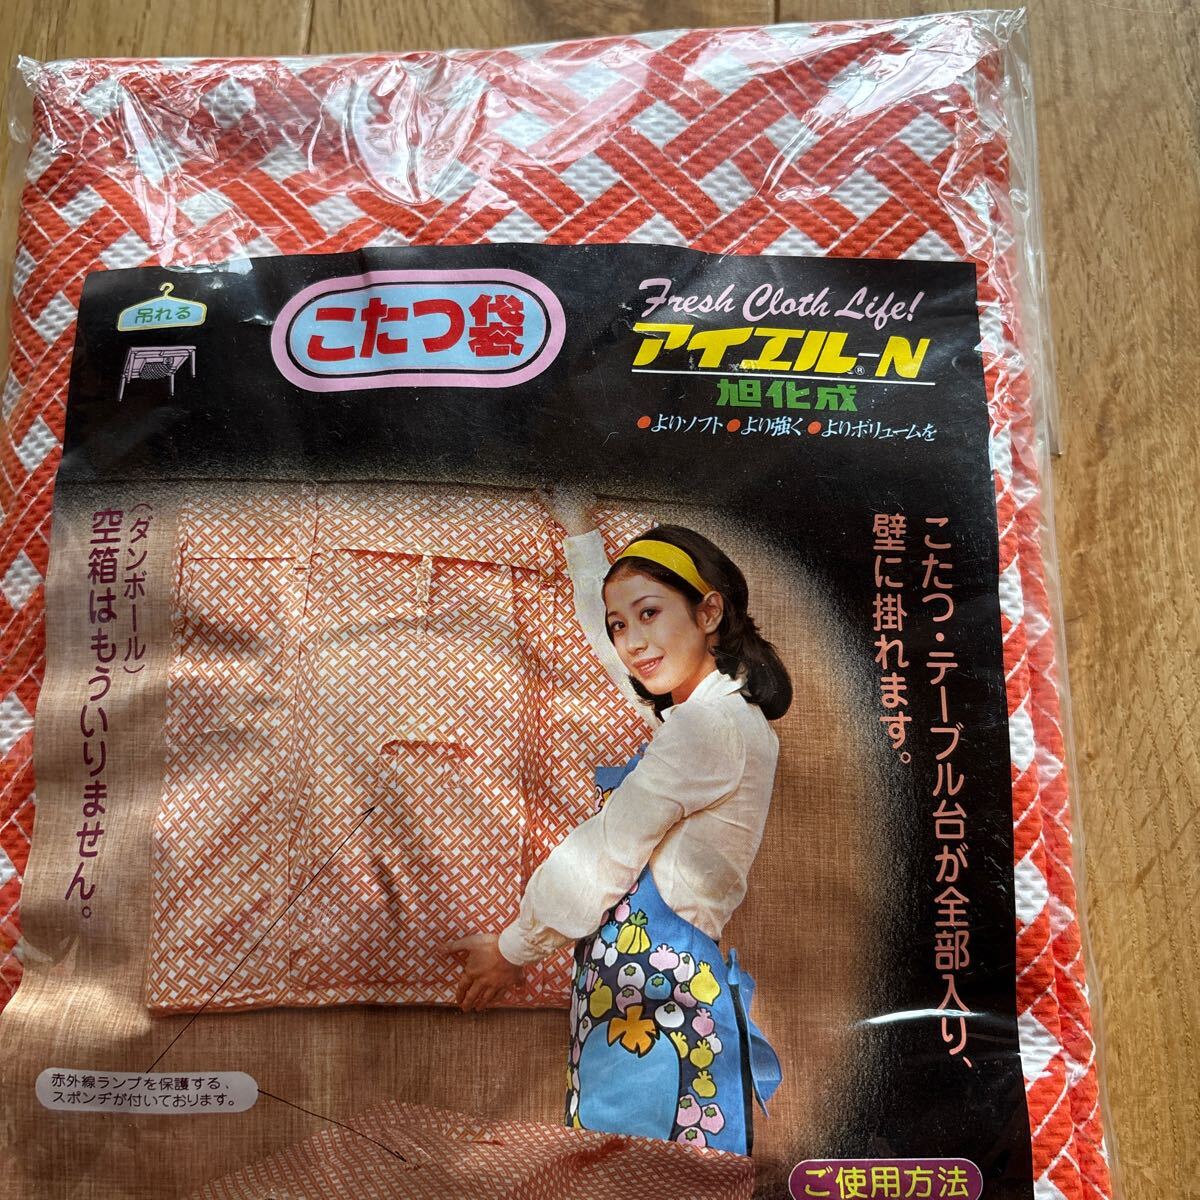 吊れる
こたつ袋
Fresh Cloth Life!
アイエル-N
®
旭化成
●よりソフト●より強く●よりボリュームを
こたつ・テーブル台が全部入り、
壁に掛れます。
(ダンボール)
空箱はもういりません。
赤外線ランプを保護する、
スポンヂが付いております。
ご使用方法